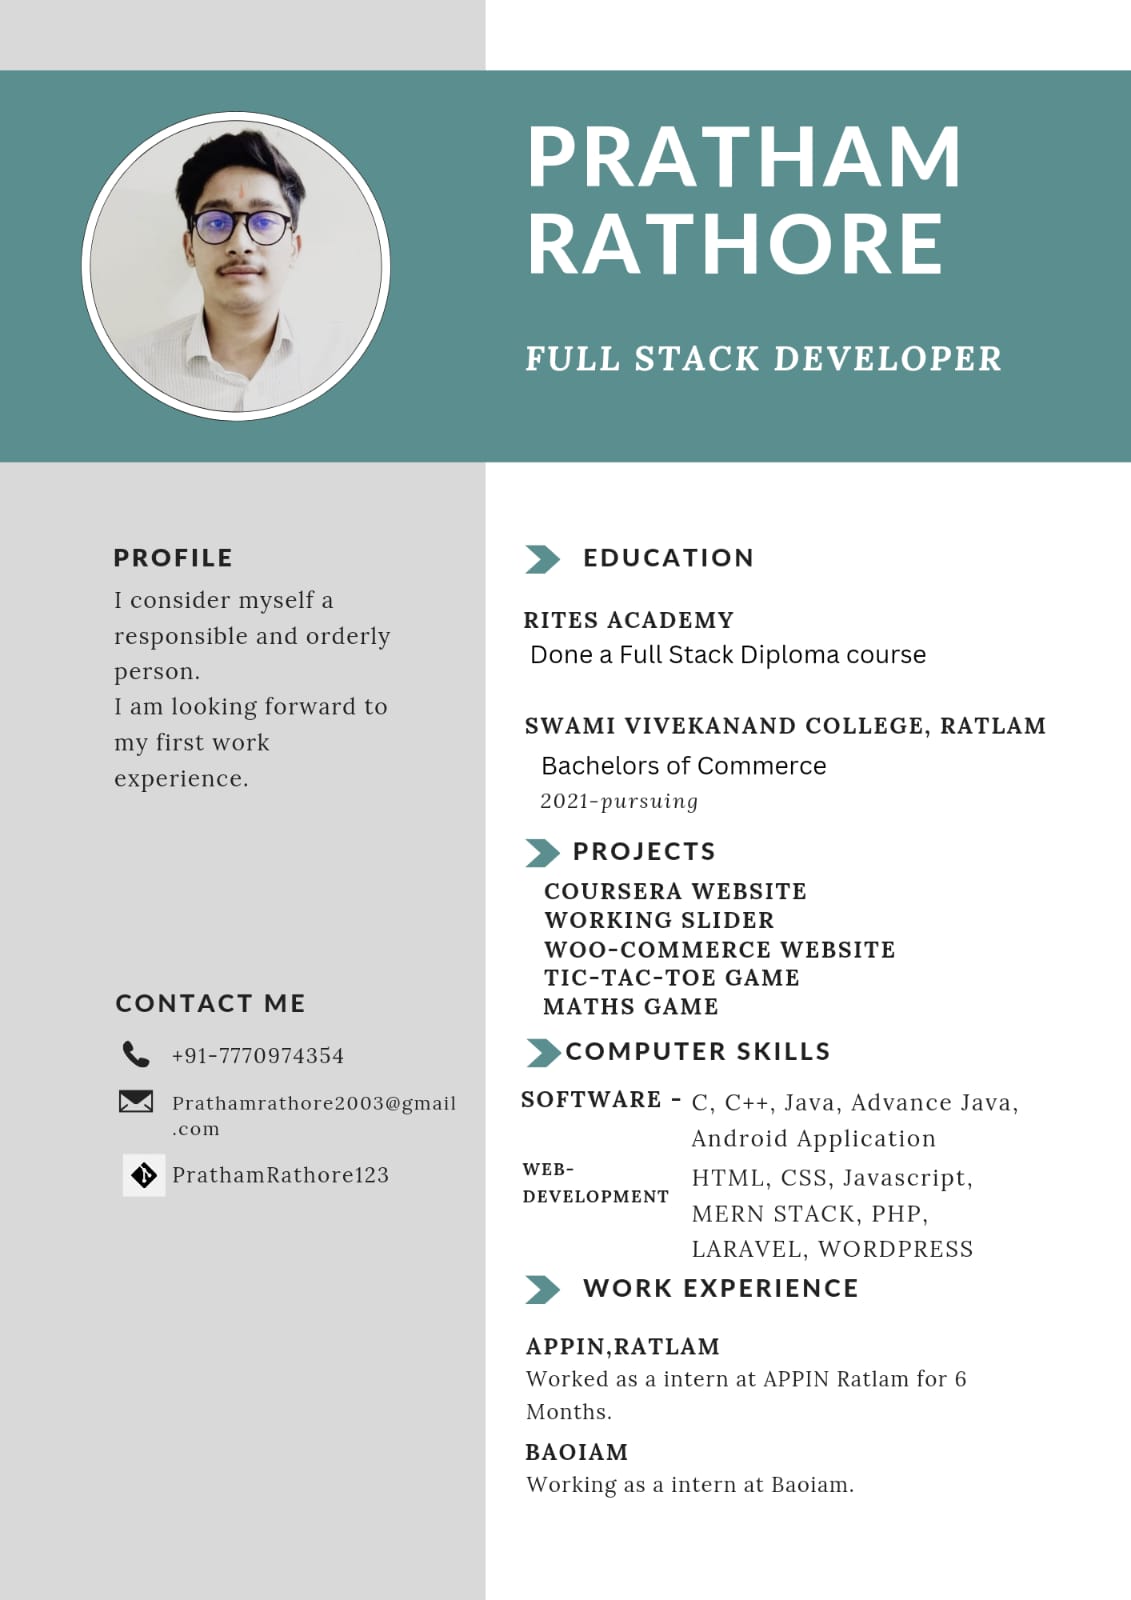 PRATHAM
RATHORE
FULL STACK DEVELOPER
PROFILE
I consider myself a
responsible and orderly
person.
I am looking forward to
my first work
experience.
CONTACT ME
+91-7770974354
Prathamrathore2003@gmail
.com
PrathamRathore123
EDUCATION
RITES ACADEMY
Done a Full Stack Diploma course
SWAMI VIVEKANAND COLLEGE, RATLAM
Bachelors of Commerce
2021-pursuing
PROJECTS
COURSERA WEBSITE
WORKING SLIDER
WOO-COMMERCE WEBSITE
TIC-TAC-TOE GAME
MATHS GAME
COMPUTER SKILLS
SOFTWARE - C, C++, Java, Advance Java,
Android Application
WEB-
DEVELOPMENT
HTML, CSS, Javascript,
MERN STACK, PHP,
LARAVEL, WORDPRESS
WORK EXPERIENCE
APPIN,RATLAM
Worked as a intern at APPIN Ratlam for 6
Months.
BAOIAM
Working as a intern at Baoiam.